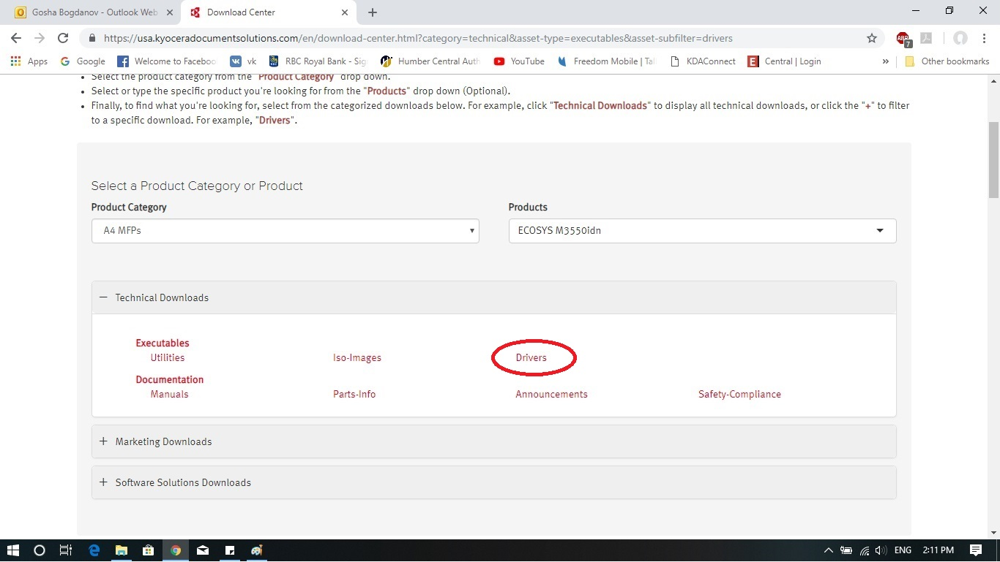 Gosha Bogdanov - Outlook Web
Download Center
https://usa.kyoceradocumentsolutions.com/en/download-center.html?category=technical&asset-type=executables&asset-subfilter=drivers
ABP
7
Apps
Google
Welcome to Faceboo
vk
RBC Royal Bank - Sig
Humber Central Auth
YouTube
Freedom Mobile | Tal
KDAConnect
Central | Login
»
Other bookmarks
• Select the product category from the "Product Category" drop down.
• Select or type the specific product you're looking for from the "Products" drop down (Optional).
• Finally, to find what you're looking for, select from the categorized downloads below. For example, click "Technical Downloads" to display all technical downloads, or click the "+" to filter
to a specific download. For example, "Drivers".
Select a Product Category or Product
Product Category
Products
A4 MFPs
ECOSYS M3550idn
— Technical Downloads
Executables
Utilities
Iso-Images
Drivers
Documentation
Manuals
Parts-Info
Announcements
Safety-Compliance
+ Marketing Downloads
+ Software Solutions Downloads
ENG
2:11 PM